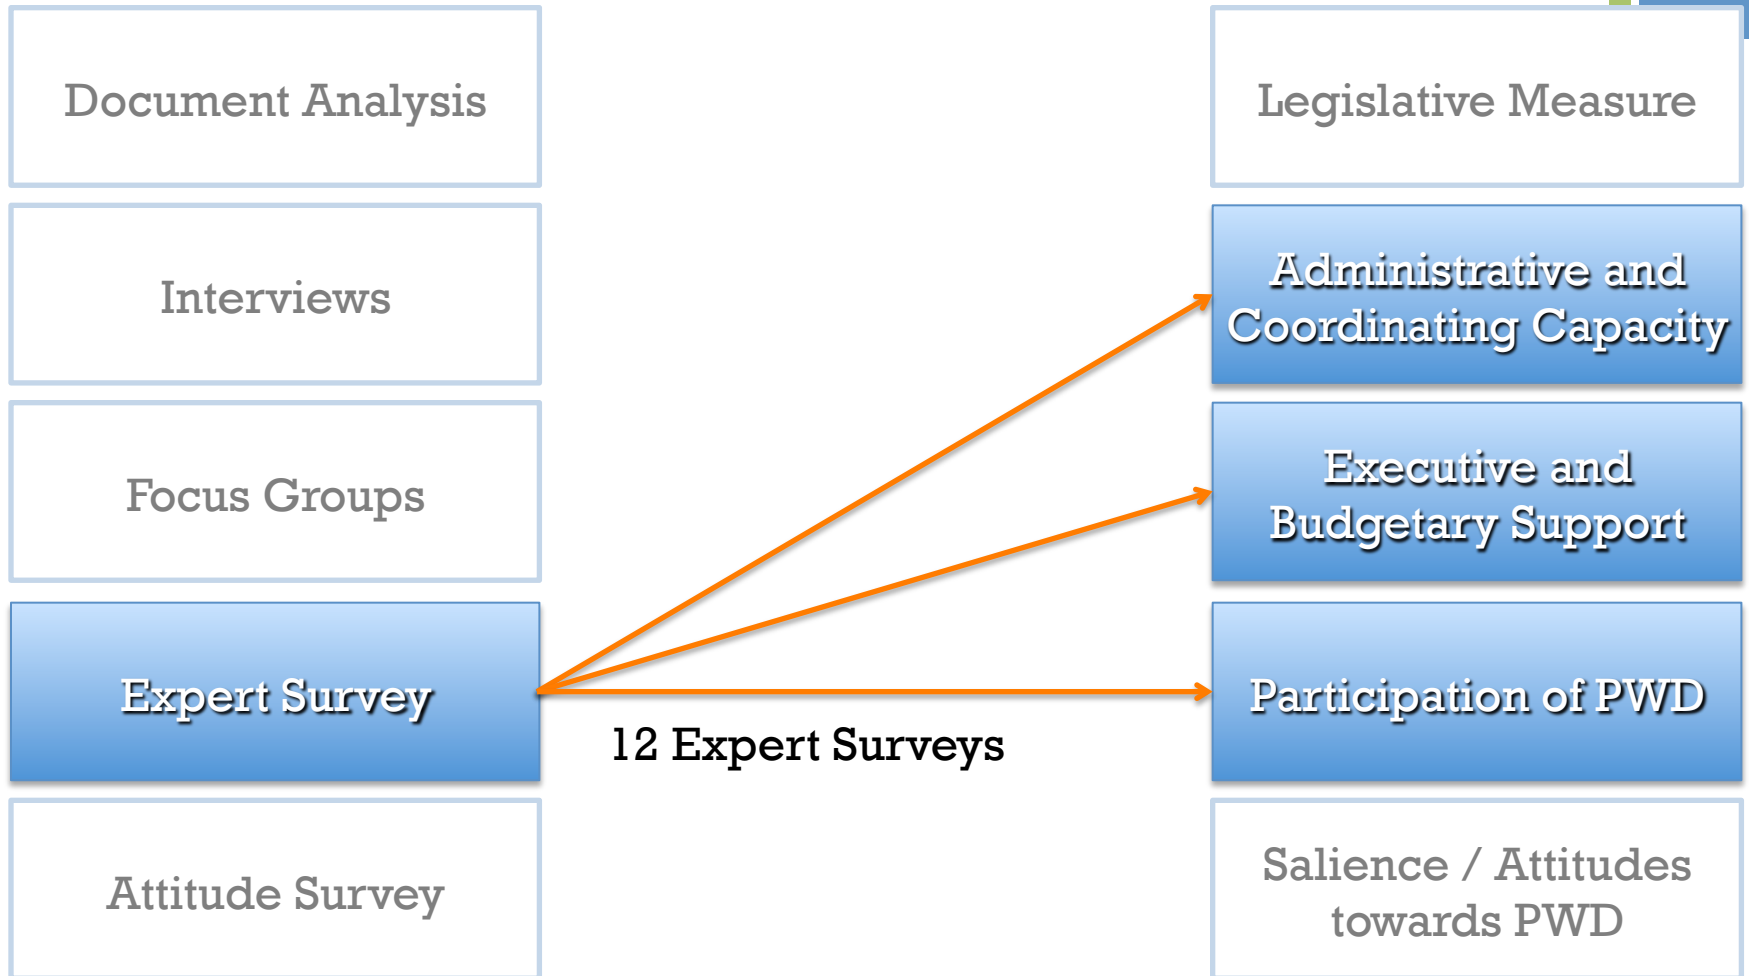 Document Analysis
Interviews
Focus Groups
Expert Survey
Attitude Survey
12 Expert Surveys
Legislative Measure
Administrative and
Coordinating Capacity
Executive and
Budgetary Support
Participation of PWD
Salience / Attitudes
towards PWD